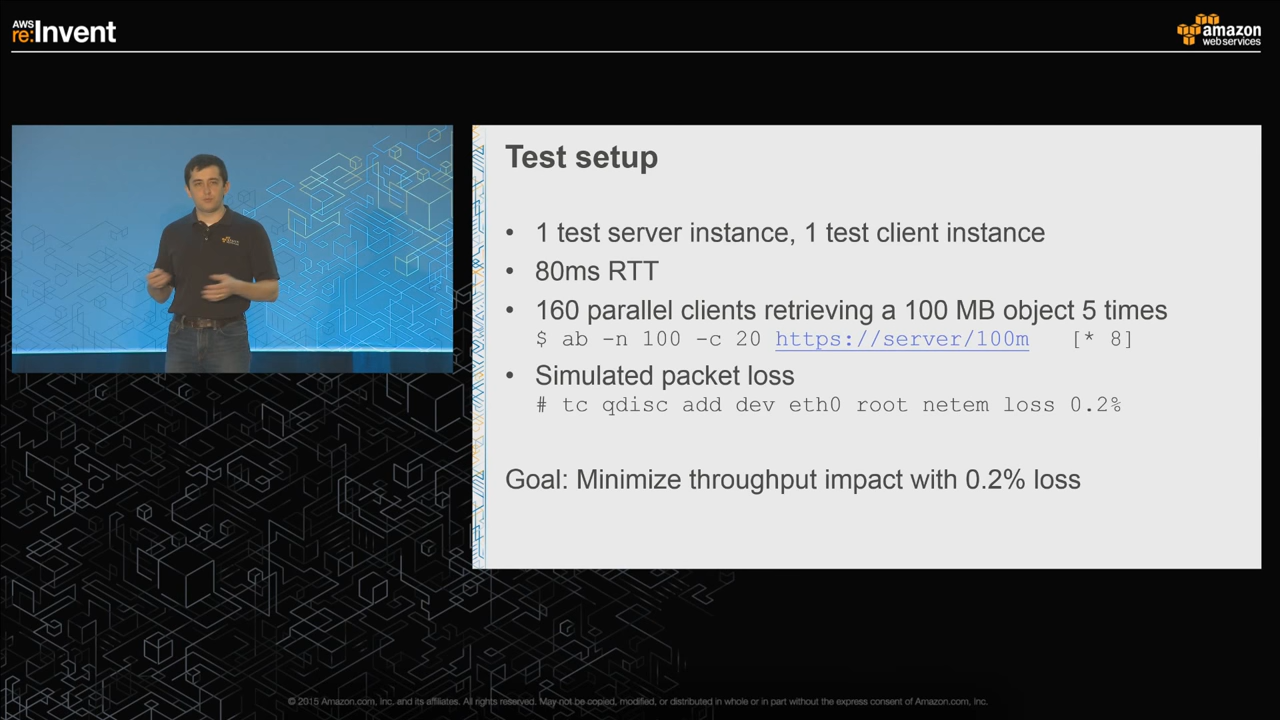 AWS
re:Invent
amazon
web services
Test setup
• 1 test server instance, 1 test client instance
• 80ms RTT
• 160 parallel clients retrieving a 100 MB object 5 times
$ ab -n 100 -c 20 https://server/100m [* 8]
• Simulated packet loss
# tc qdisc add dev eth0 root netem loss 0.2%
Goal: Minimize throughput impact with 0.2% loss
© 2015 Amazon.com, Inc. and its affiliates. All rights reserved. May not be copied, modified, or distributed in whole or in part without the express consent of Amazon.com, Inc.